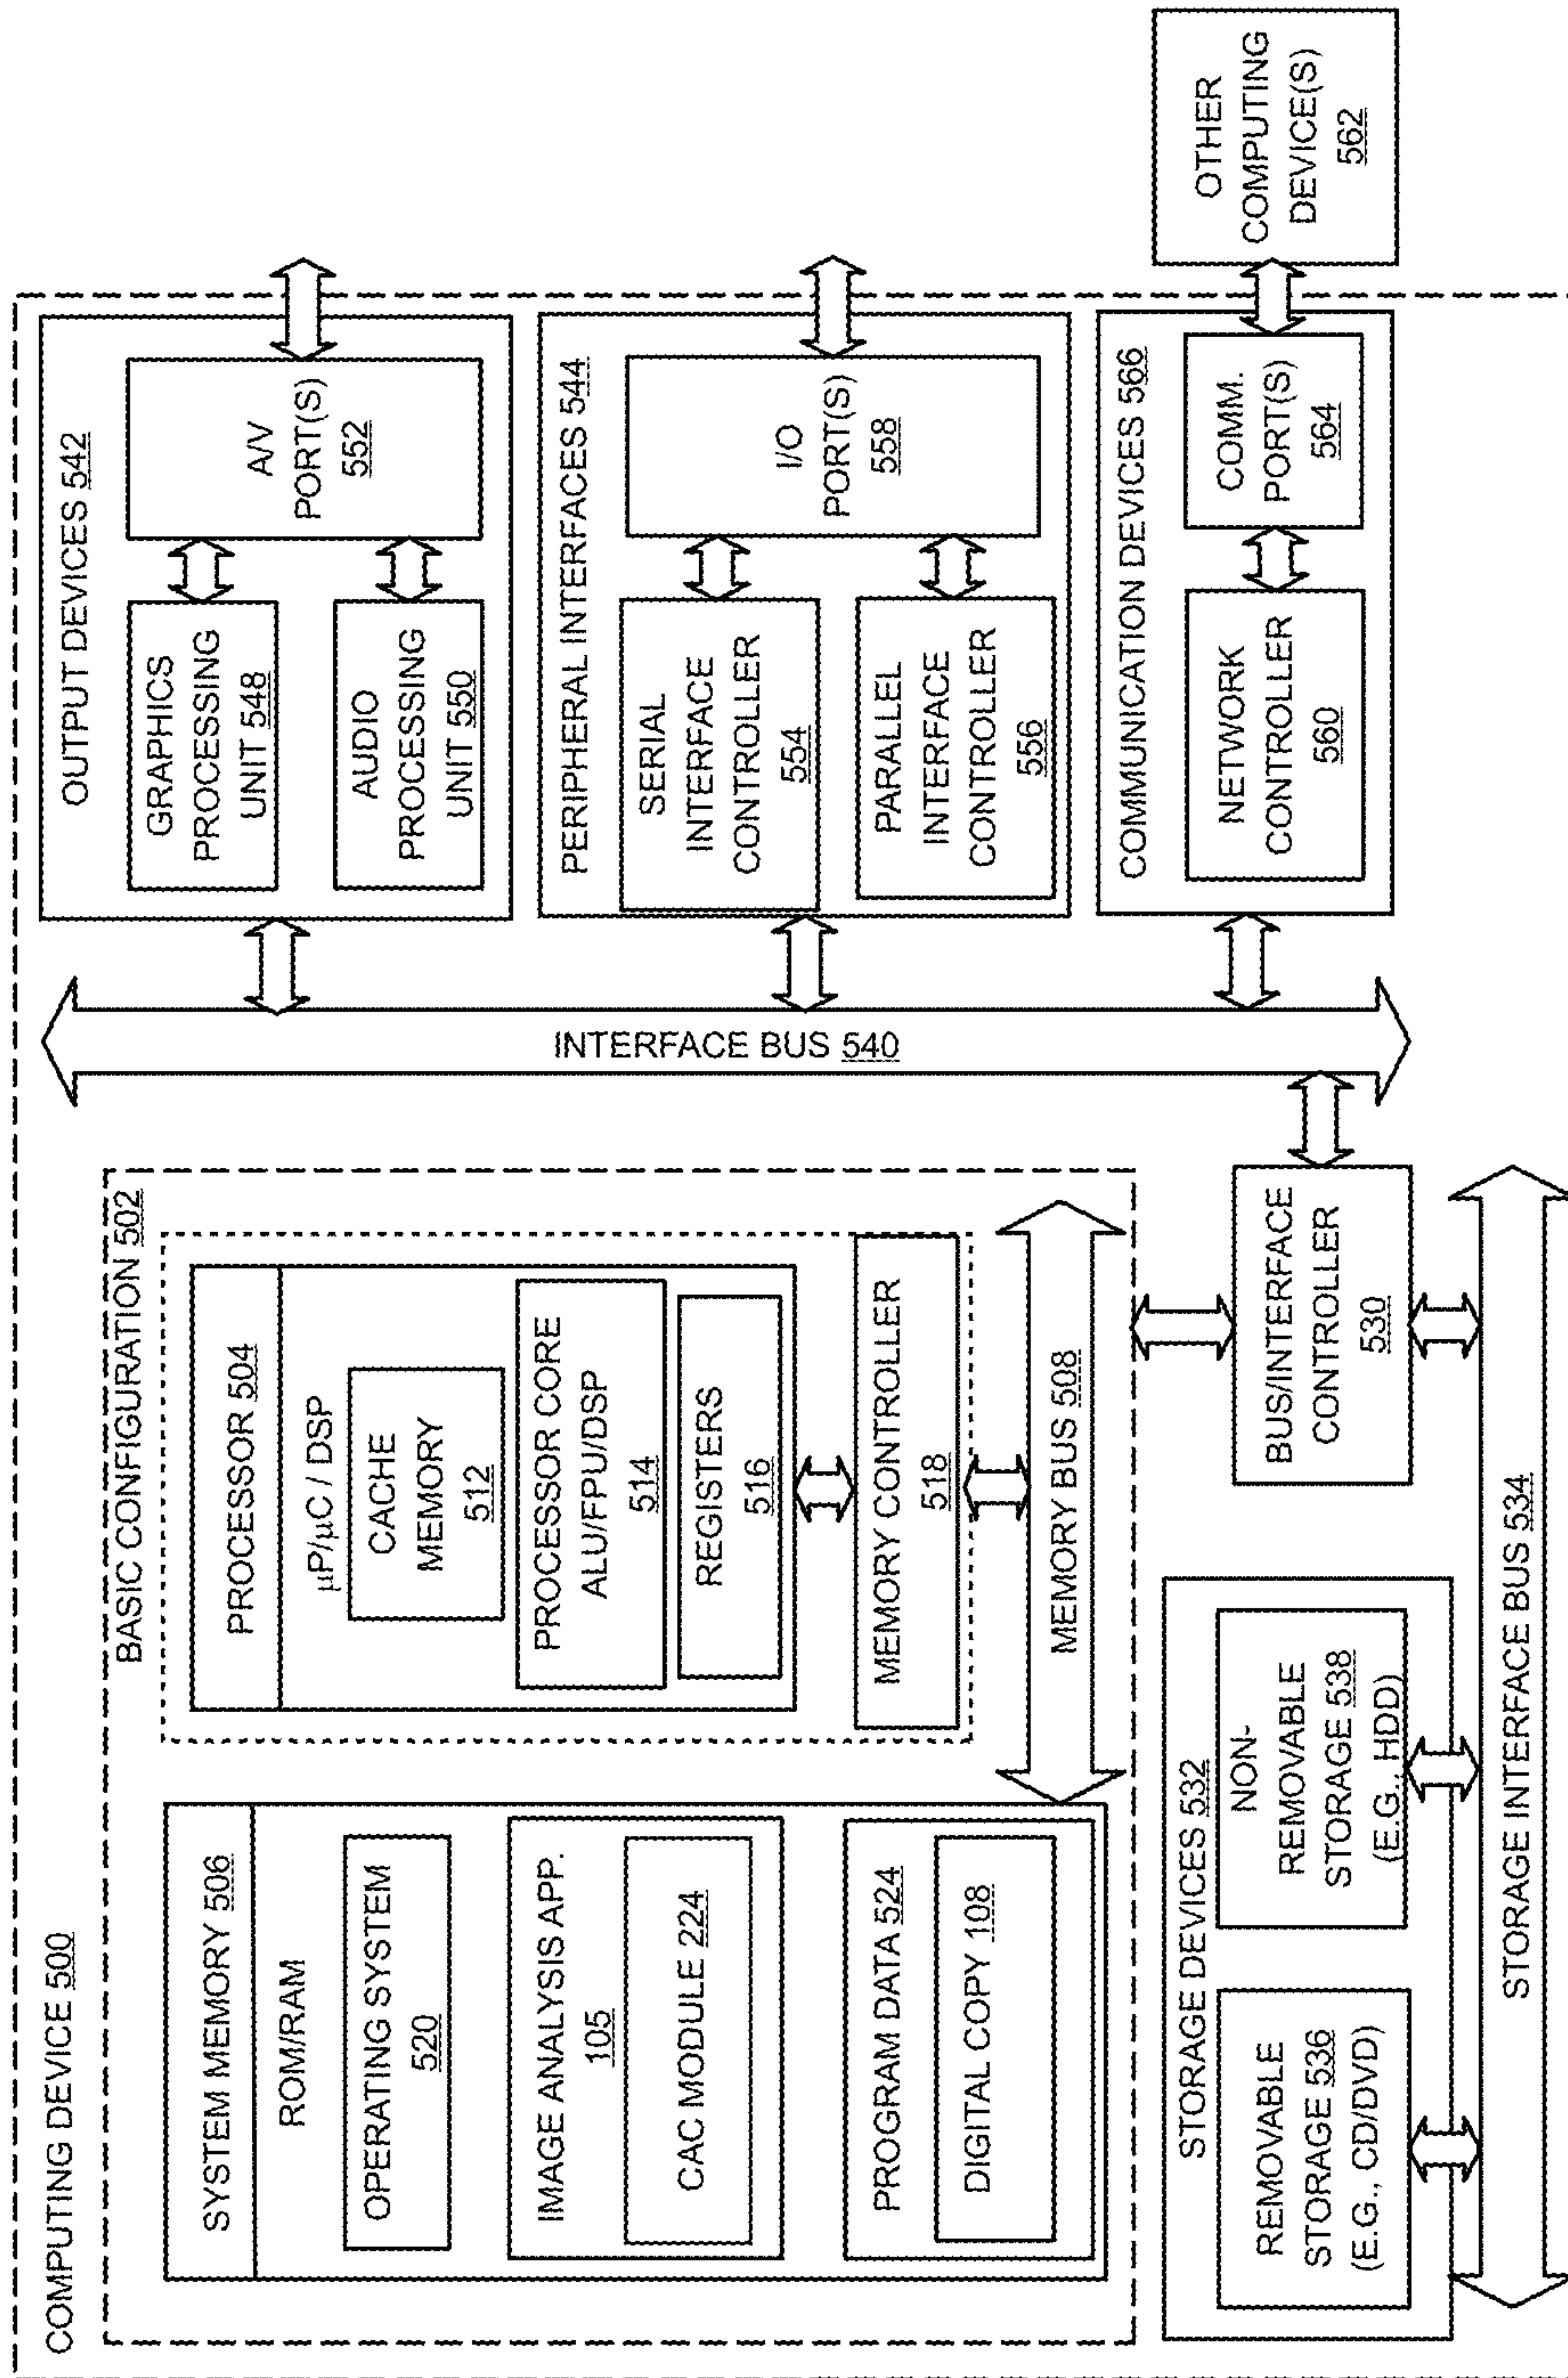 COMPUTING DEVICE 500
BASIC CONFIGURATION 502
SYSTEM MEMORY 506
ROM/RAM
OPERATING SYSTEM
520
IMAGE ANALYSIS APP.
105
CAC MODULE 224
PROGRAM DATA 524
DIGITAL COPY 108
PROCESSOR 504
µP/µC / DSP
CACHE
MEMORY
512
PROCESSOR CORE
ALU/FPU/DSP
514
REGISTERS
516
MEMORY CONTROLLER
518
MEMORY BUS 508
BUS/INTERFACE
CONTROLLER
530
STORAGE DEVICES 532
REMOVABLE
STORAGE 536
(E.G., CD/DVD)
NON-
REMOVABLE
STORAGE 538
(E.G., HDD)
STORAGE INTERFACE BUS 534
INTERFACE BUS 540
OUTPUT DEVICES 542
GRAPHICS
PROCESSING
UNIT 548
AUDIO
PROCESSING
UNIT 550
A/V
PORT(S)
552
PERIPHERAL INTERFACES 544
SERIAL
INTERFACE
CONTROLLER
554
PARALLEL
INTERFACE
CONTROLLER
556
I/O
PORT(S)
558
COMMUNICATION DEVICES 566
NETWORK
CONTROLLER
560
COMM.
PORT(S)
564
OTHER
COMPUTING
DEVICE(S)
562